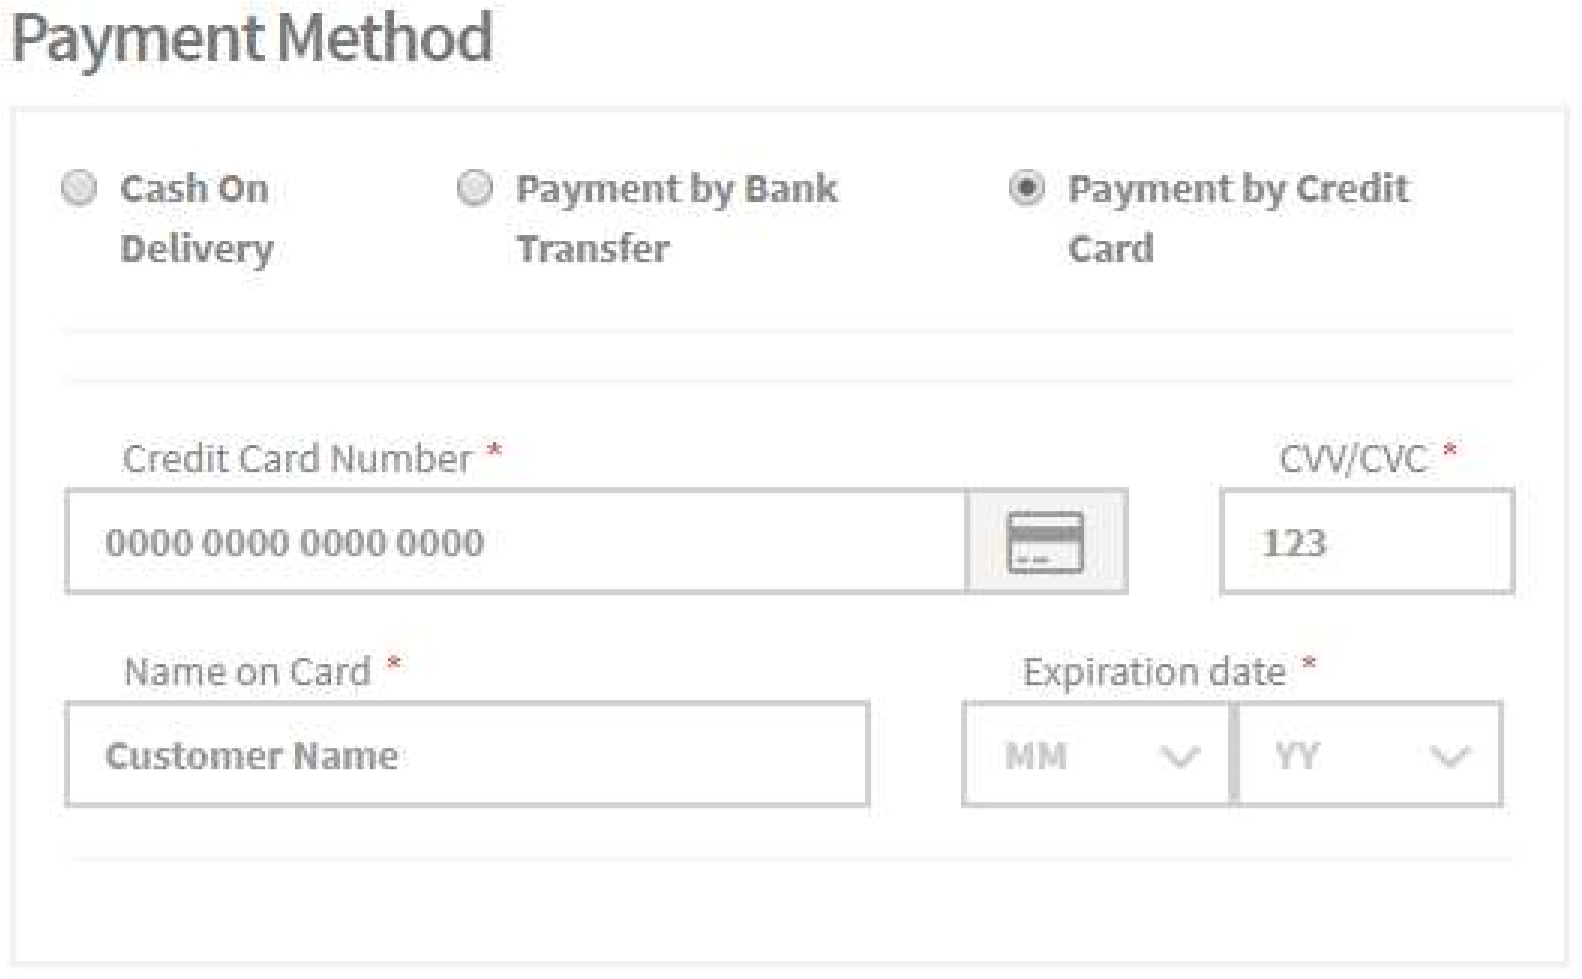 Payment Method
Cash On Delivery
Payment by Bank Transfer
Payment by Credit Card
Credit Card Number *
CVV/CVC *
0000 0000 0000 0000
123
Name on Card *
Expiration date *
Customer Name
MM
YY